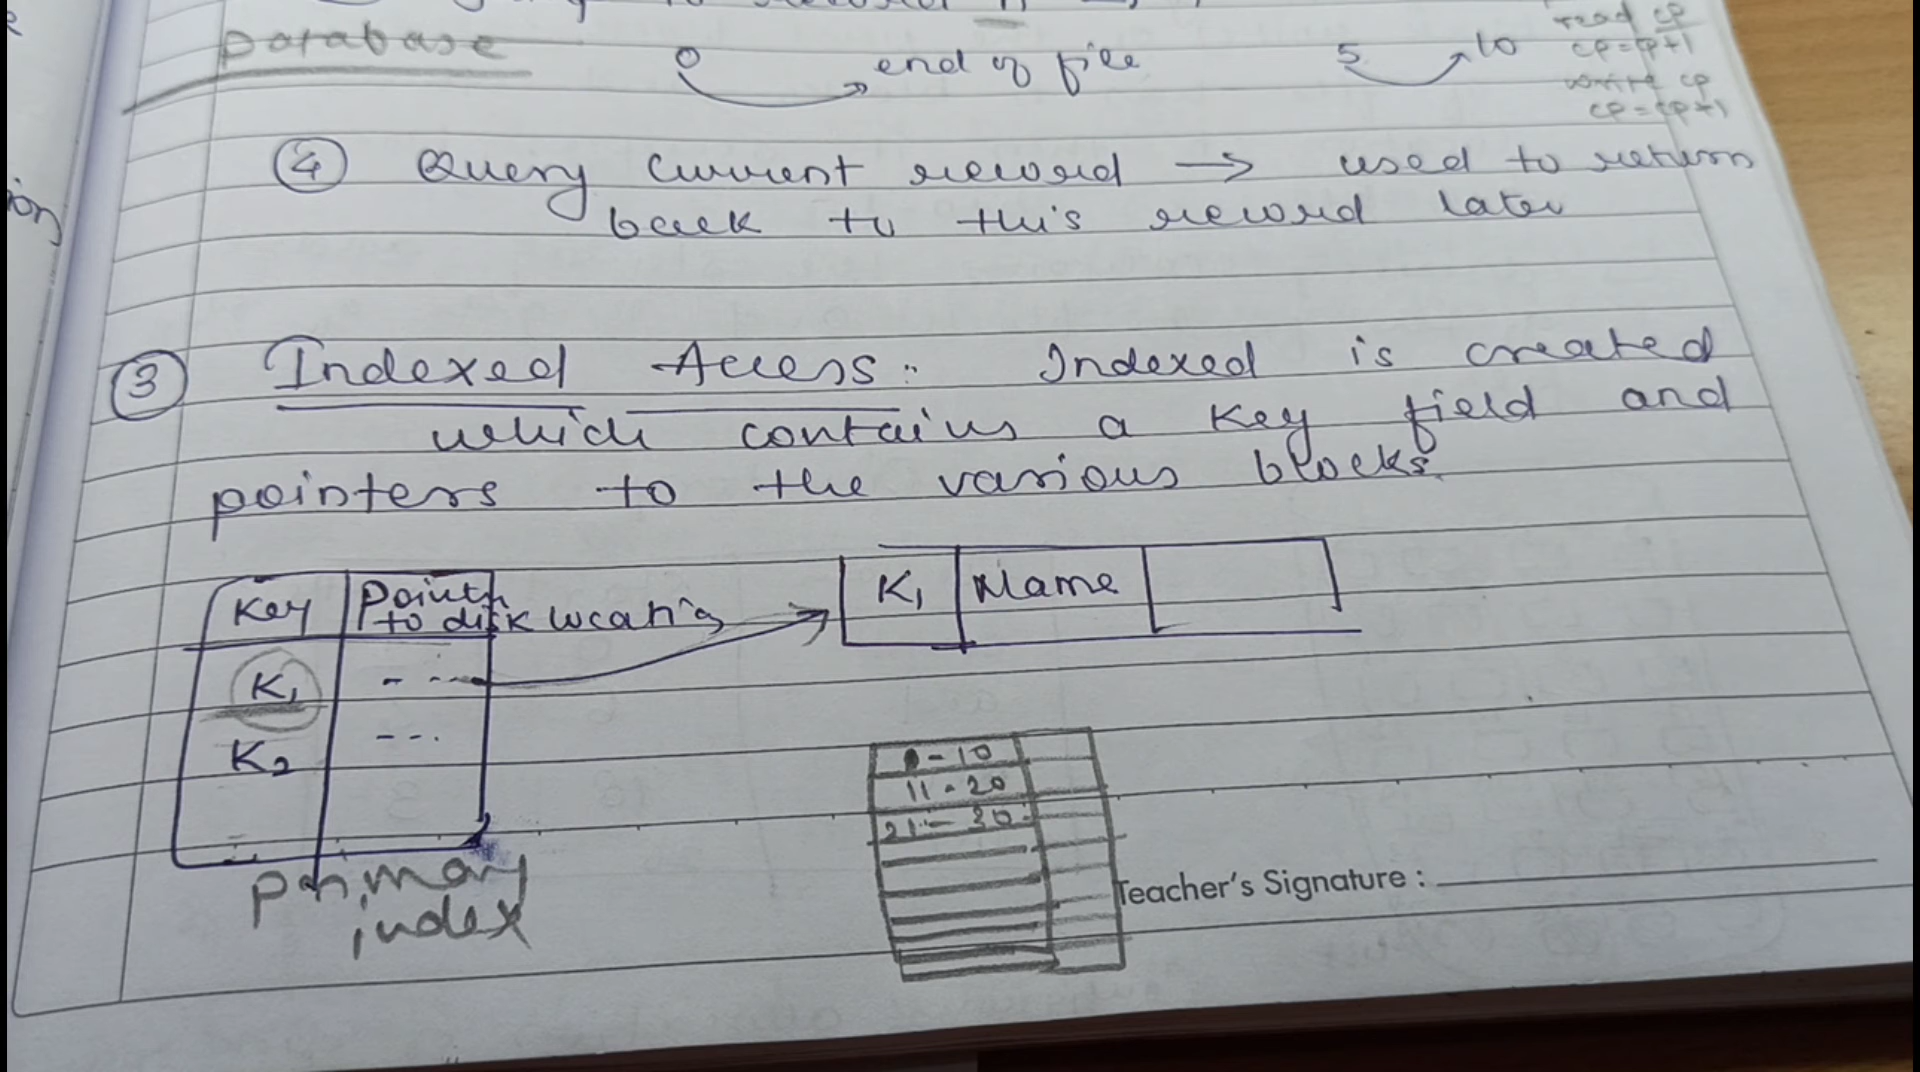 read cp
Database
0 end of file
5 to
cp=cp+1
write cp
cp=cp+1
④ Query current record → used to return
back to this record later
③ Indexed Access: Indexed is created
which contains a key field and
pointers to the various blocks.
Key
to disk
K1 Name
K1 - - --
K2 - - - .
- 10
11 - 20
21 - 30
primary
index
Teacher's Signature :